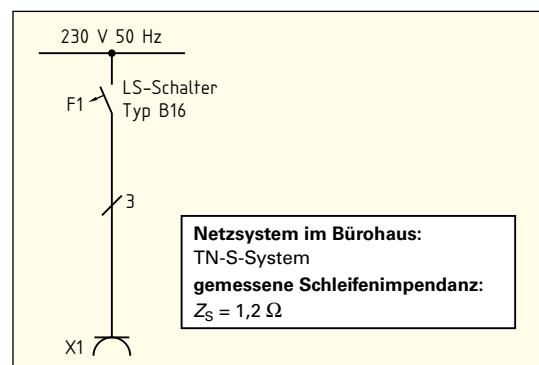 230 V 50 Hz
LS-Schalter
F1
Typ B16
3
Netzsystem im Bürohaus:
TN-S-System
gemessene Schleifenimpendanz:
ZS = 1,2 Ω
X1